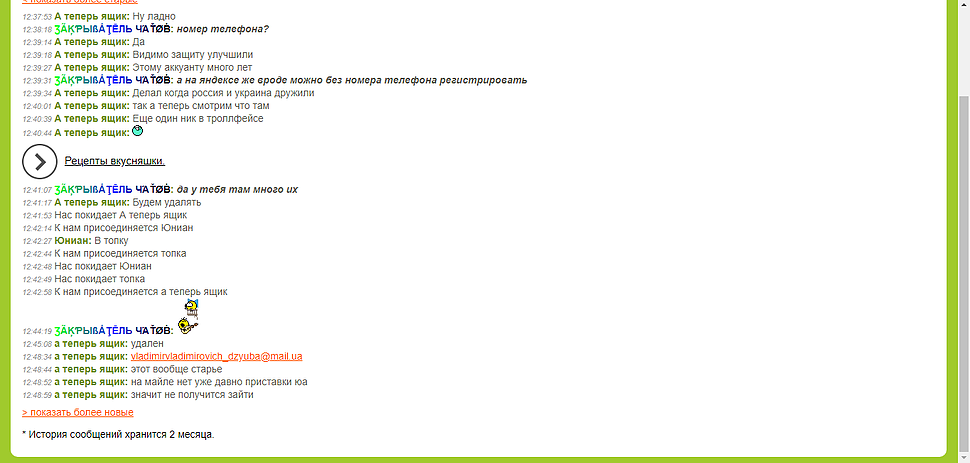 > показать более старые
12:37:53 А теперь ящик: Ну ладно
12:38:18 ӠÄҚƤЫßÁŢĒЛЬ ЧÄŤØB̈: номер телефона?
12:39:14 А теперь ящик: Да
12:39:18 А теперь ящик: Видимо защиту улучшили
12:39:27 А теперь ящик: Этому аккуанту много лет
12:39:31 ӠÄҚƤЫßÁŢĒЛЬ ЧÄŤØB̈: а на яндексе же вроде можно без номера телефона регистрировать
12:39:34 А теперь ящик: Делал когда россия и украина дружили
12:40:01 А теперь ящик: так а теперь смотрим что там
12:40:39 А теперь ящик: Еще один ник в троллфейсе
12:40:44 А теперь ящик:
Рецепты вкусняшки.
12:41:07 ӠÄҚƤЫßÁŢĒЛЬ ЧÄŤØB̈: да у тебя там много их
12:41:17 А теперь ящик: Будем удалять
12:41:53 Нас покидает А теперь ящик
12:42:14 К нам присоединяется Юниан
12:42:27 Юниан: В топку
12:42:44 К нам присоединяется топка
12:42:48 Нас покидает Юниан
12:42:49 Нас покидает топка
12:42:58 К нам присоединяется а теперь ящик
12:44:19 ӠÄҚƤЫßÁŢĒЛЬ ЧÄŤØB̈:
12:45:08 а теперь ящик: удален
12:48:34 а теперь ящик: vladimirvladimirovich_dzyuba@mail.ua
12:48:44 а теперь ящик: этот вообще старье
12:48:52 а теперь ящик: на майле нет уже давно приставки юа
12:48:59 а теперь ящик: значит не получится зайти
> показать более новые
* История сообщений хранится 2 месяца.